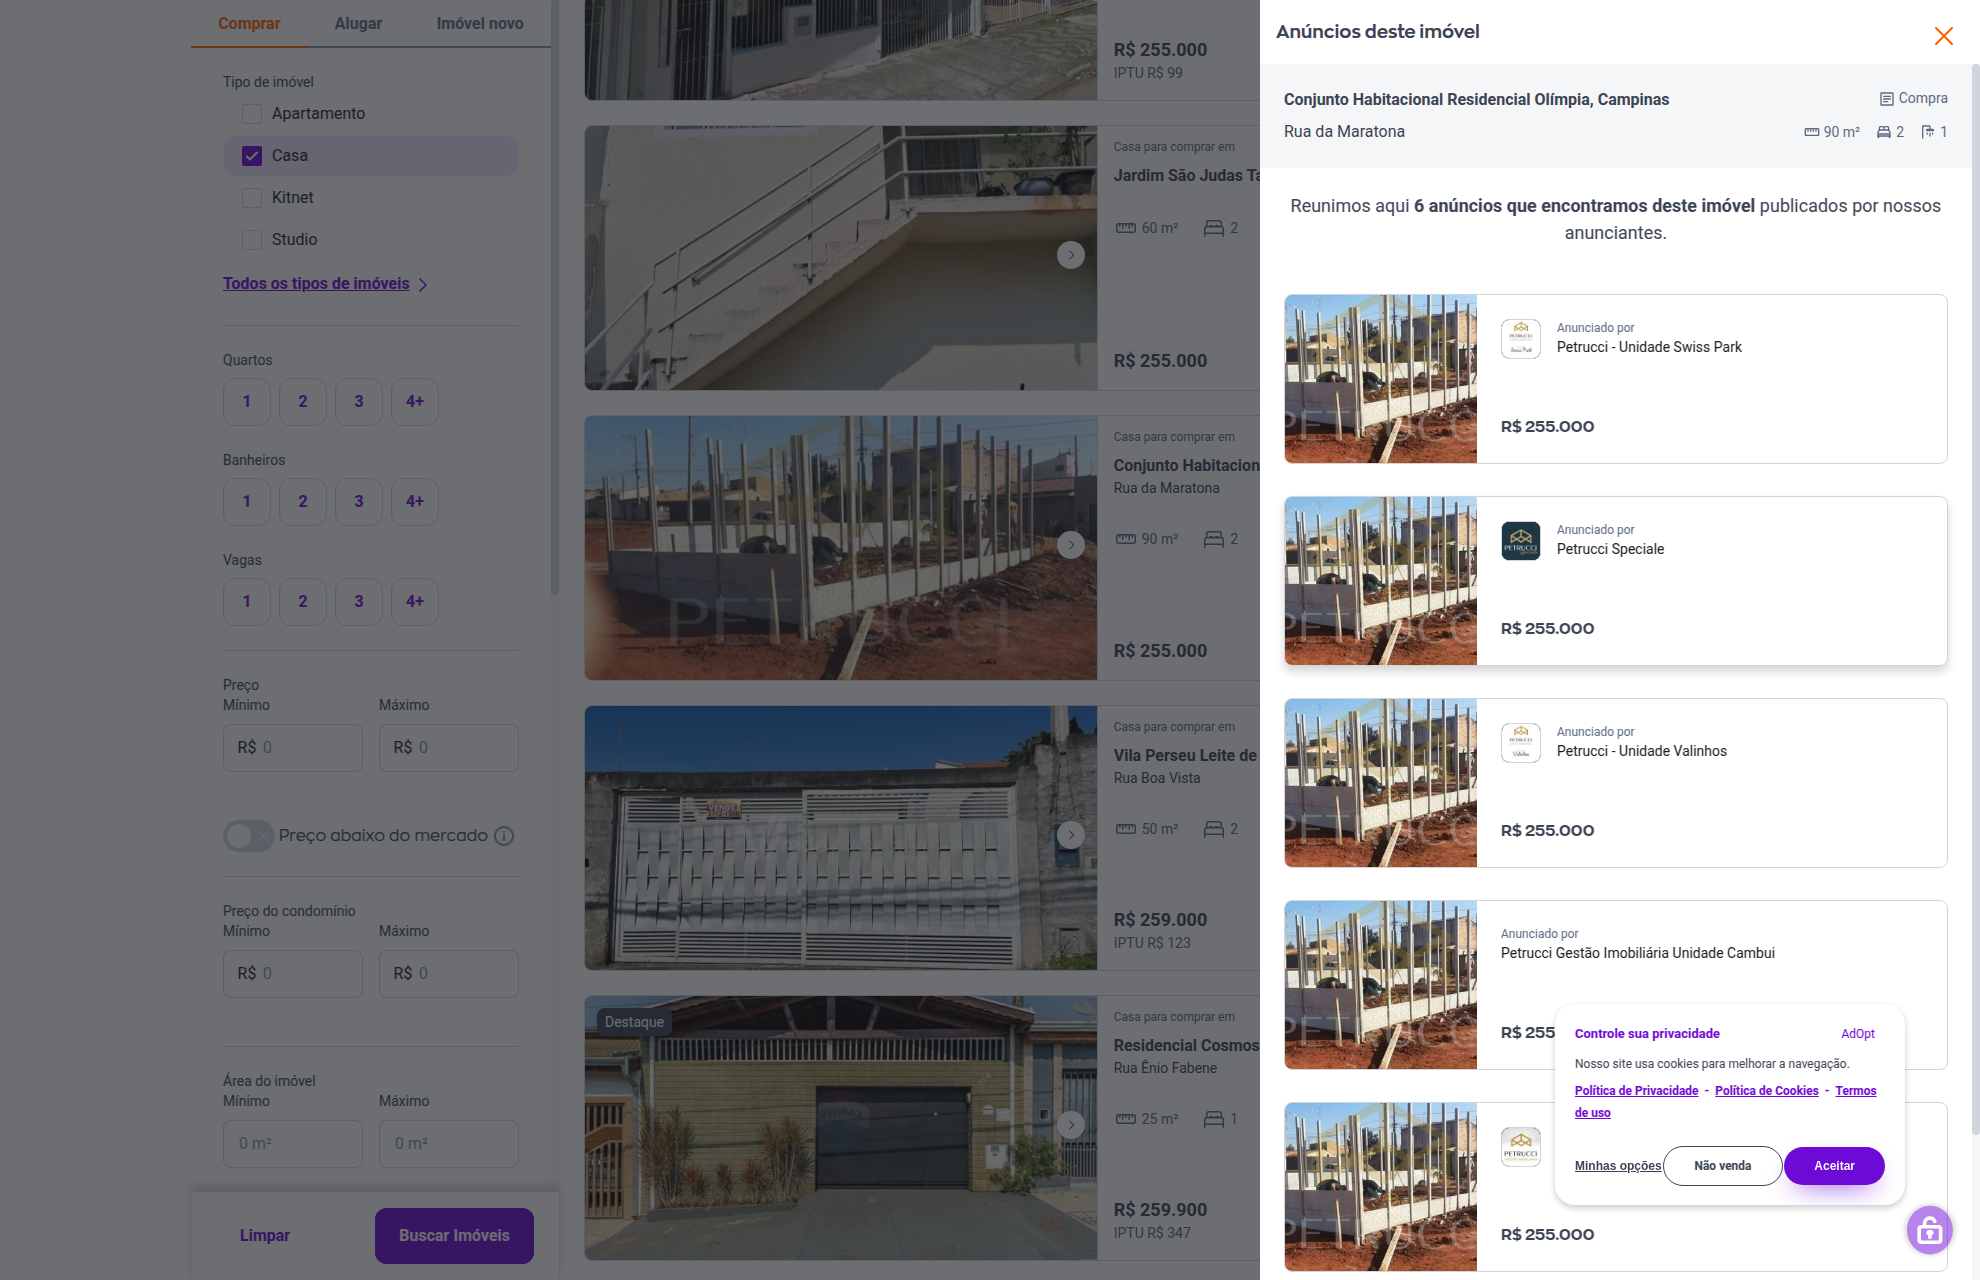 Comprar
Alugar
Imóvel novo
Tipo de imóvel
Apartamento
Casa
Kitnet
Studio
Todos os tipos de imóveis
Quartos
1 2 3 4+
Banheiros
1 2 3 4+
Vagas
1 2 3 4+
Preço
Mínimo Máximo
R$ 0 R$ 0
Preço abaixo do mercado
Preço do condomínio
Mínimo Máximo
R$ 0 R$ 0
Área do imóvel
Mínimo Máximo
0 m² 0 m²
Limpar
Buscar Imóveis
R$ 255.000
IPTU R$ 99
Casa para comprar em
Jardim São Judas
60 m² 2
R$ 255.000
PETRUCCI
Casa para comprar em
Conjunto
Rua da Maratona
90 m² 2
R$ 255.000
VENDE
Casa para comprar em
Vila Perseu Leite de
Rua Boa Vista
50 m² 2
R$ 259.000
IPTU R$ 123
Destaque
Casa para comprar em
Residencial Cosmos
Rua Ênio Fabene
25 m² 1
R$ 259.900
IPTU R$ 347
Anúncios deste imóvel
Conjunto Habitacional Residencial Olímpia, Campinas
Compra
Rua da Maratona
90 m² 2 1
Reunimos aqui 6 anúncios que encontramos deste imóvel publicados por nossos
anunciantes.
Anunciado por
Petrucci - Unidade Swiss Park
R$ 255.000
PETRUCCI
Anunciado por
Petrucci Speciale
R$ 255.000
Anunciado por
Petrucci - Unidade Valinhos
R$ 255.000
Anunciado por
Petrucci Gestão Imobiliária Unidade Cambui
R$ 255
PETRUCCI
R$ 255.000
Controle sua privacidade
AdOpt
Nosso site usa cookies para melhorar a navegação.
Política de Privacidade - Política de Cookies - Termos
de uso
Minhas opções
Não venda
Aceitar